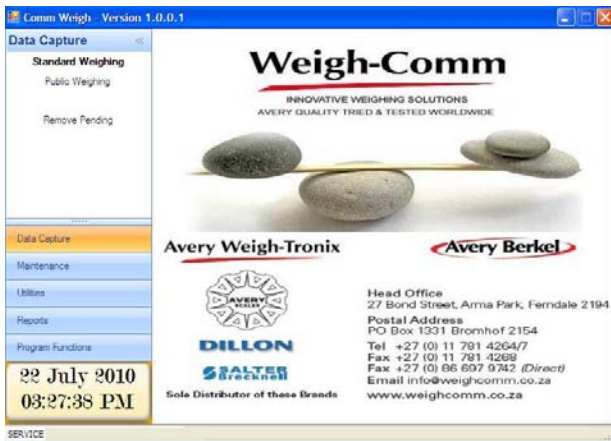 Comm Weigh - Version 1.0.0.1
Data Capture
Standard Weighing
Public Weighing
Remove Pending
Data Capture
Maintenance
Utilities
Reports
Program Functions
22 July 2010
03:27:38 PM
SERVICE
Weigh-Comm
INNOVATIVE WEIGHING SOLUTIONS
AVERY QUALITY TRIED & TESTED WORLDWIDE
Avery Weigh-Tronix
Avery Berkel
AVERY
SCALES
DILLON
SALTER
Brecknell
Sole Distributor of these Brands
Head Office
27 Bond Street, Arma Park, Ferndale 2194
Postal Address
PO Box 1331 Bromhof 2154
Tel +27 (0) 11 781 4264/7
Fax +27 (0) 11 781 4268
Fax +27 (0) 86 697 9742 (Direct)
Email info@weighcomm.co.za
www.weighcomm.co.za